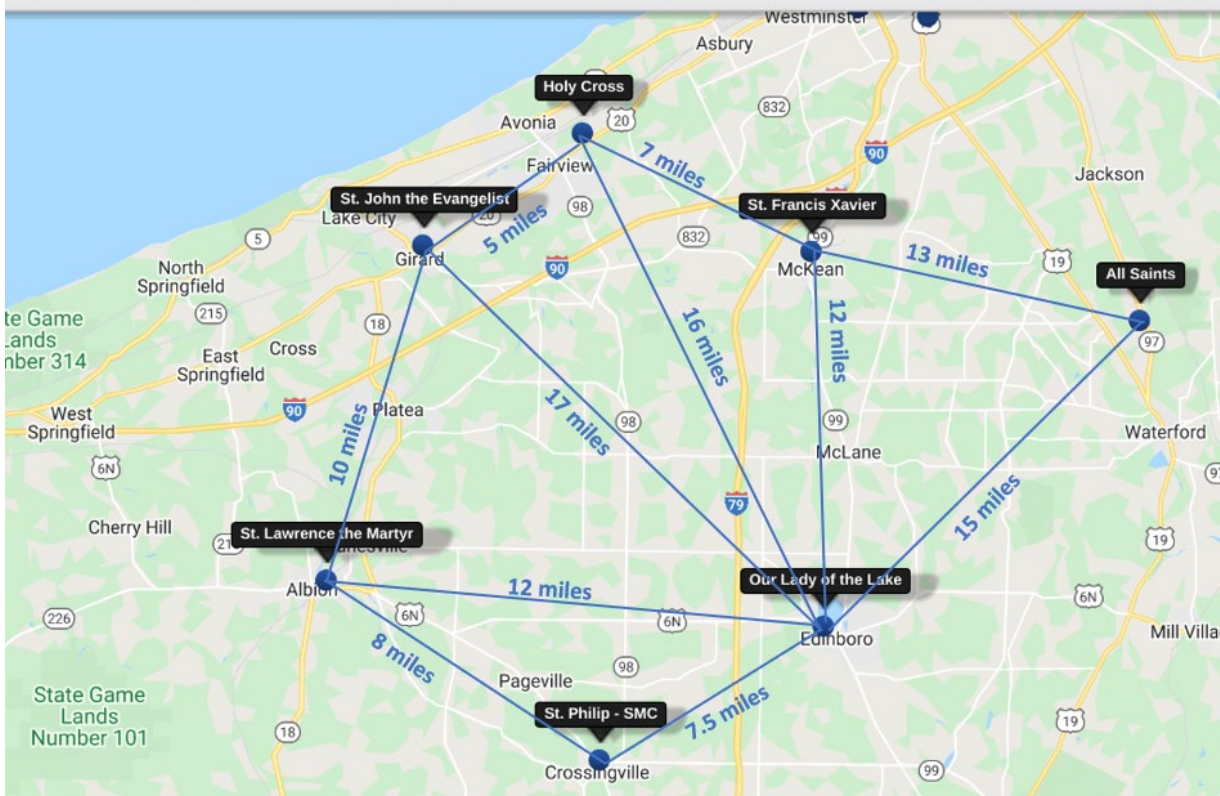 Westminster
Asbury
Holy Cross
832
20
Avonia
7 miles
90
Fairview
Jackson
St. John the Evangelist
St. Francis Xavier
Lake City
20
98
5 miles
99
832
5
Girard
McKean
13 miles
19
All Saints
North
Springfield
90
te Game
Lands
nber 314
215
18
16 miles
12 miles
97
Cross
East
Springfield
90
Platea
17 miles
98
99
West
Springfield
Waterford
6N
10 miles
McLane
79
15 miles
Cherry Hill
St. Lawrence the Martyr
19
Albion
12 miles
Our Lady of the Lake
226
6N
6N
6N
Edinboro
Mill Villa
8 miles
98
State Game
Lands
Number 101
Pageville
7.5 miles
St. Philip - SMC
19
18
Crossingville
99